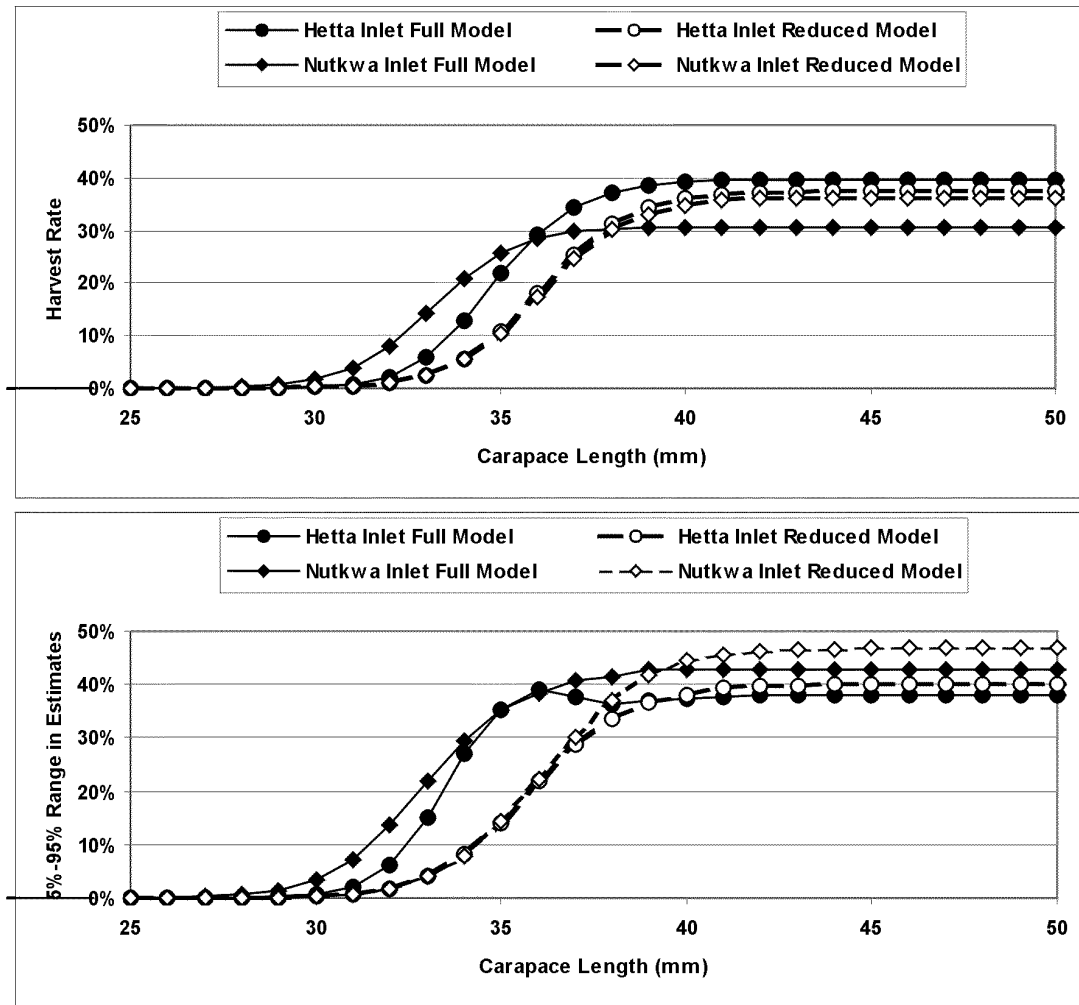 Hetta Inlet Full Model
Hetta Inlet Reduced Model
Nutkwa Inlet Full Model
Nutkwa Inlet Reduced Model
50%
40%
30%
20%
10%
0%
Harvest Rate
25
30
35
40
45
50
Carapace Length (mm)
Hetta Inlet Full Model
Hetta Inlet Reduced Model
Nutkwa Inlet Full Model
Nutkwa Inlet Reduced Model
50%
40%
30%
20%
10%
0%
5%-95% Range in Estimates
25
30
35
40
45
50
Carapace Length (mm)